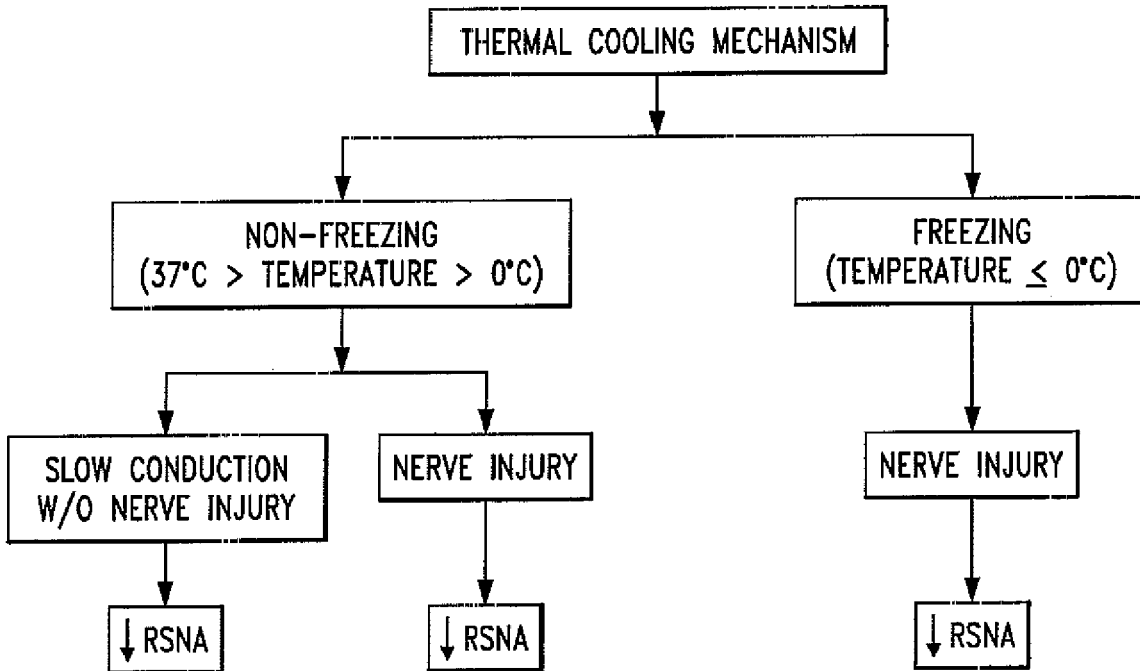 THERMAL COOLING MECHANISM
NON-FREEZING
(37°C > TEMPERATURE > 0°C)
FREEZING
(TEMPERATURE ≤ 0°C)
SLOW CONDUCTION
W/O NERVE INJURY
NERVE INJURY
NERVE INJURY
↓ RSNA
↓ RSNA
↓ RSNA